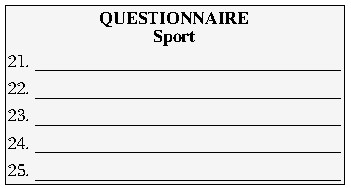 QUESTIONNAIRE
Sport
21.
22.
23.
24.
25.